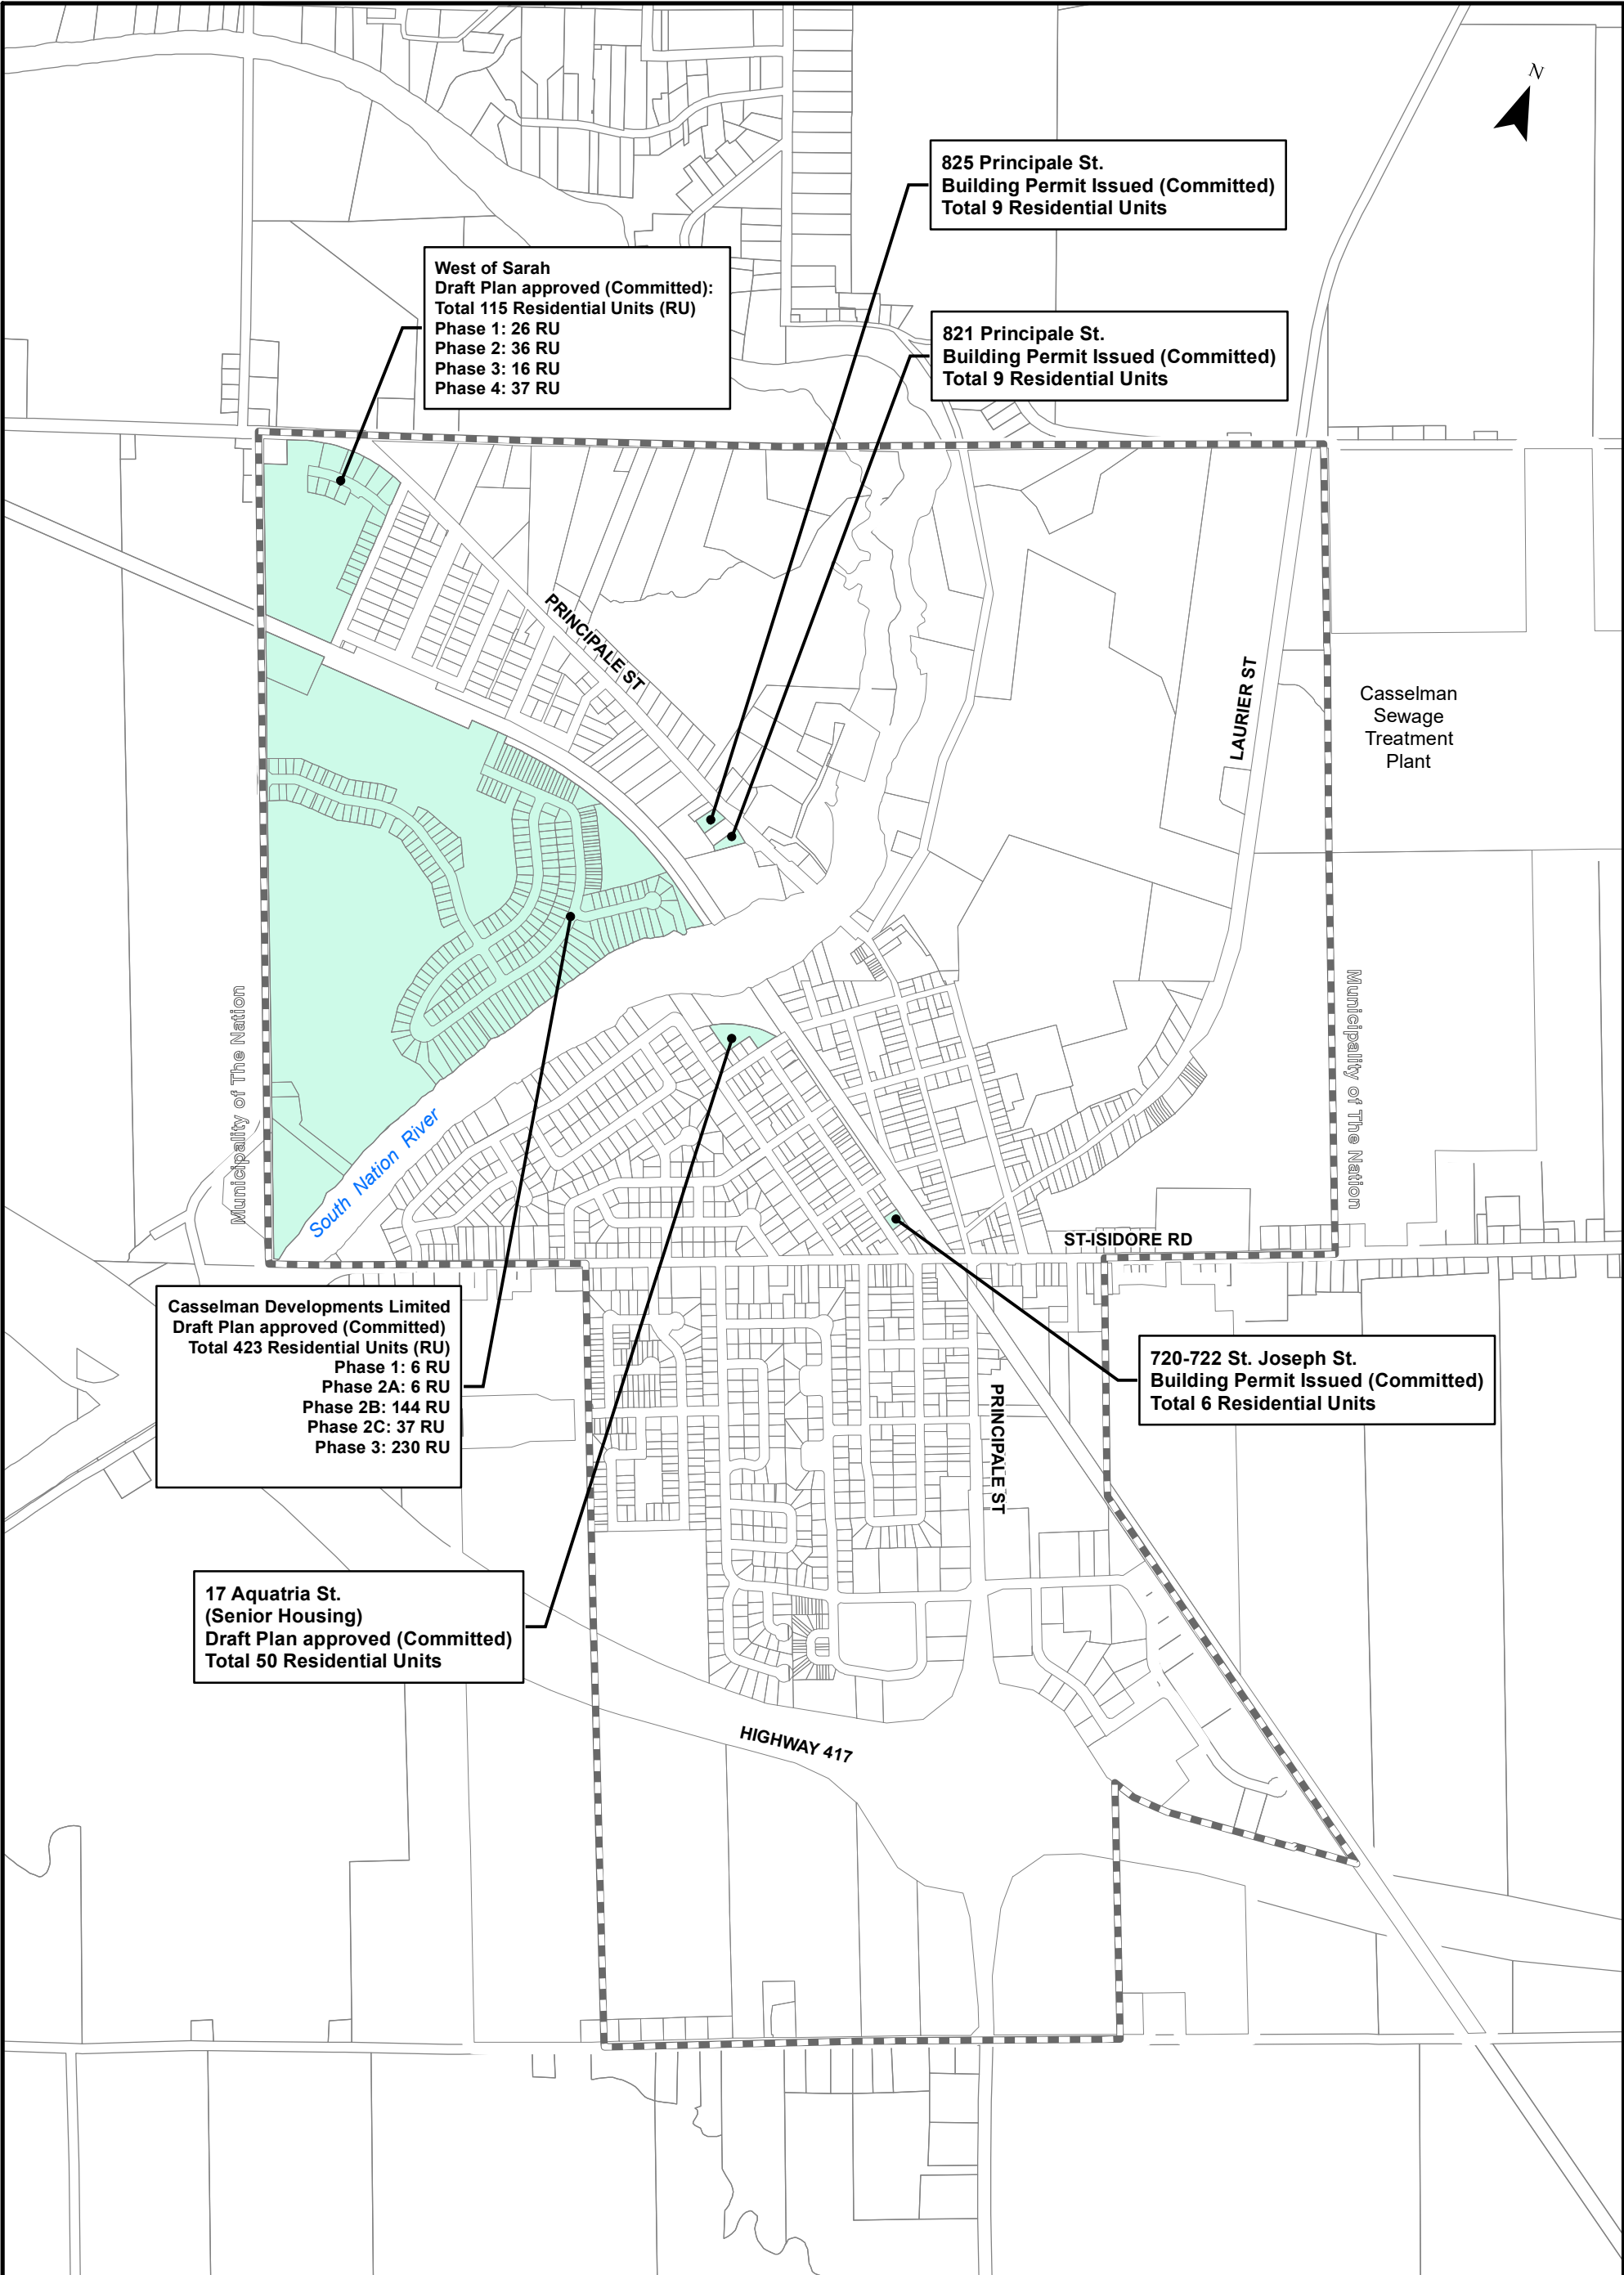 N
825 Principale St.
Building Permit Issued (Committed)
Total 9 Residential Units
West of Sarah
Draft Plan approved (Committed):
Total 115 Residential Units (RU)
Phase 1: 26 RU
Phase 2: 36 RU
Phase 3: 16 RU
Phase 4: 37 RU
821 Principale St.
Building Permit Issued (Committed)
Total 9 Residential Units
PRINCIPALE ST
LAURIER ST
Casselman
Sewage
Treatment
Plant
Municipality of The Nation
Municipality of The Nation
South Nation River
ST-ISIDORE RD
Casselman Developments Limited
Draft Plan approved (Committed)
Total 423 Residential Units (RU)
Phase 1: 6 RU
Phase 2A: 6 RU
Phase 2B: 144 RU
Phase 2C: 37 RU
Phase 3: 230 RU
720-722 St. Joseph St.
Building Permit Issued (Committed)
Total 6 Residential Units
PRINCIPALE ST
17 Aquatria St.
(Senior Housing)
Draft Plan approved (Committed)
Total 50 Residential Units
HIGHWAY 417